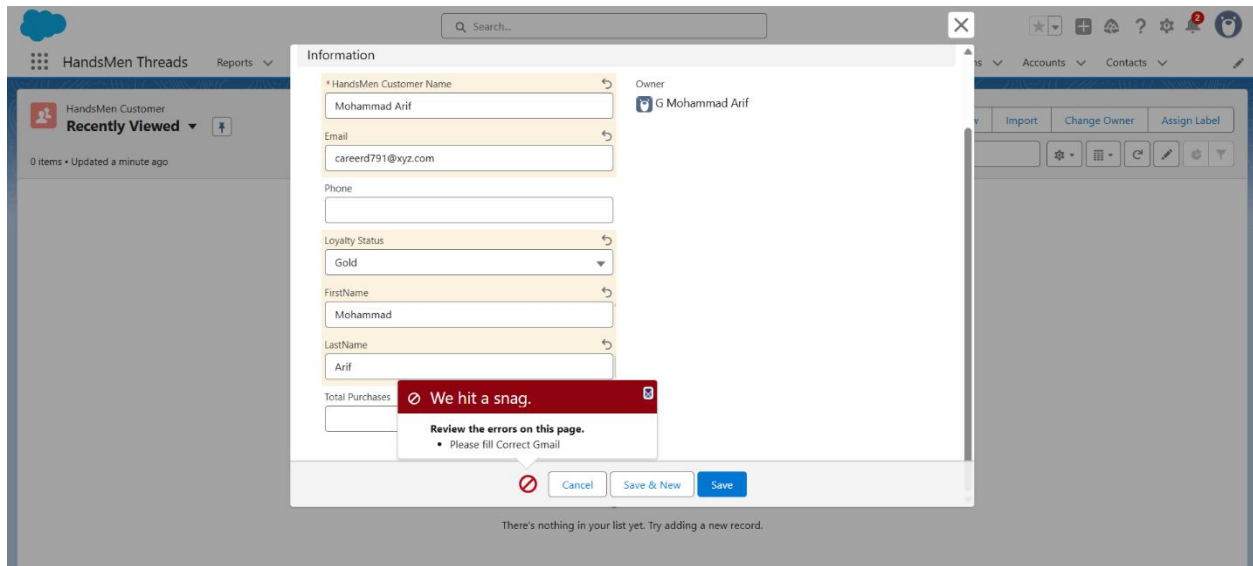 Search...
2
HandsMen Threads
Reports
Accounts
Contacts
HandsMen Customer
Recently Viewed
Import
Change Owner
Assign Label
0 items • Updated a minute ago
Information
* HandsMen Customer Name
Mohammad Arif
Owner
G Mohammad Arif
Email
careerd791@xyz.com
Phone
Loyalty Status
Gold
FirstName
Mohammad
LastName
Arif
Total Purchases
We hit a snag.
Review the errors on this page.
• Please fill Correct Gmail
Cancel
Save & New
Save
There's nothing in your list yet. Try adding a new record.